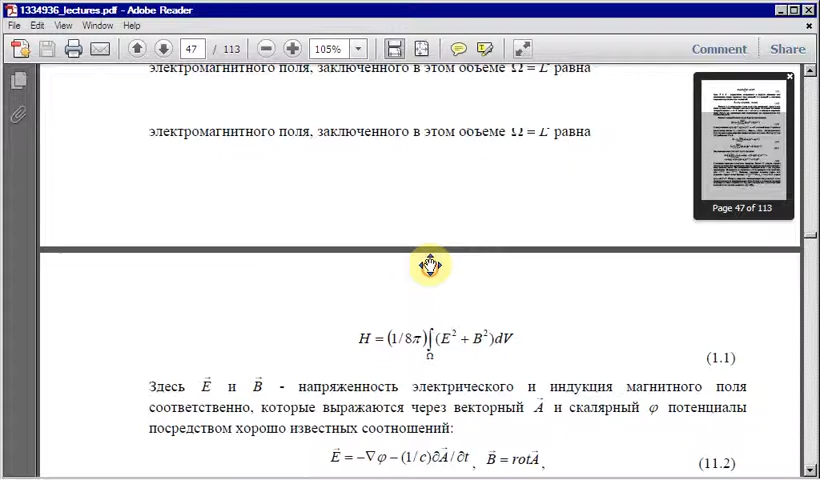 1334936_lectures.pdf - Adobe Reader
File Edit View Window Help
47 / 113 105% Comment Share
электромагнитного поля, заключенного в этом объеме Ω = L равна
электромагнитного поля, заключенного в этом объеме Ω = L равна
Page 47 of 113
H = (1/8π)∫(E² + B²)dV
Ω
(1.1)
Здесь E⃗ и B⃗ - напряженность электрического и индукция магнитного поля
соответственно, которые выражаются через векторный A⃗ и скалярный φ потенциалы
посредством хорошо известных соотношений:
E⃗ = -∇φ - (1/c)∂A⃗/∂t , B⃗ = rotA⃗, (11.2)